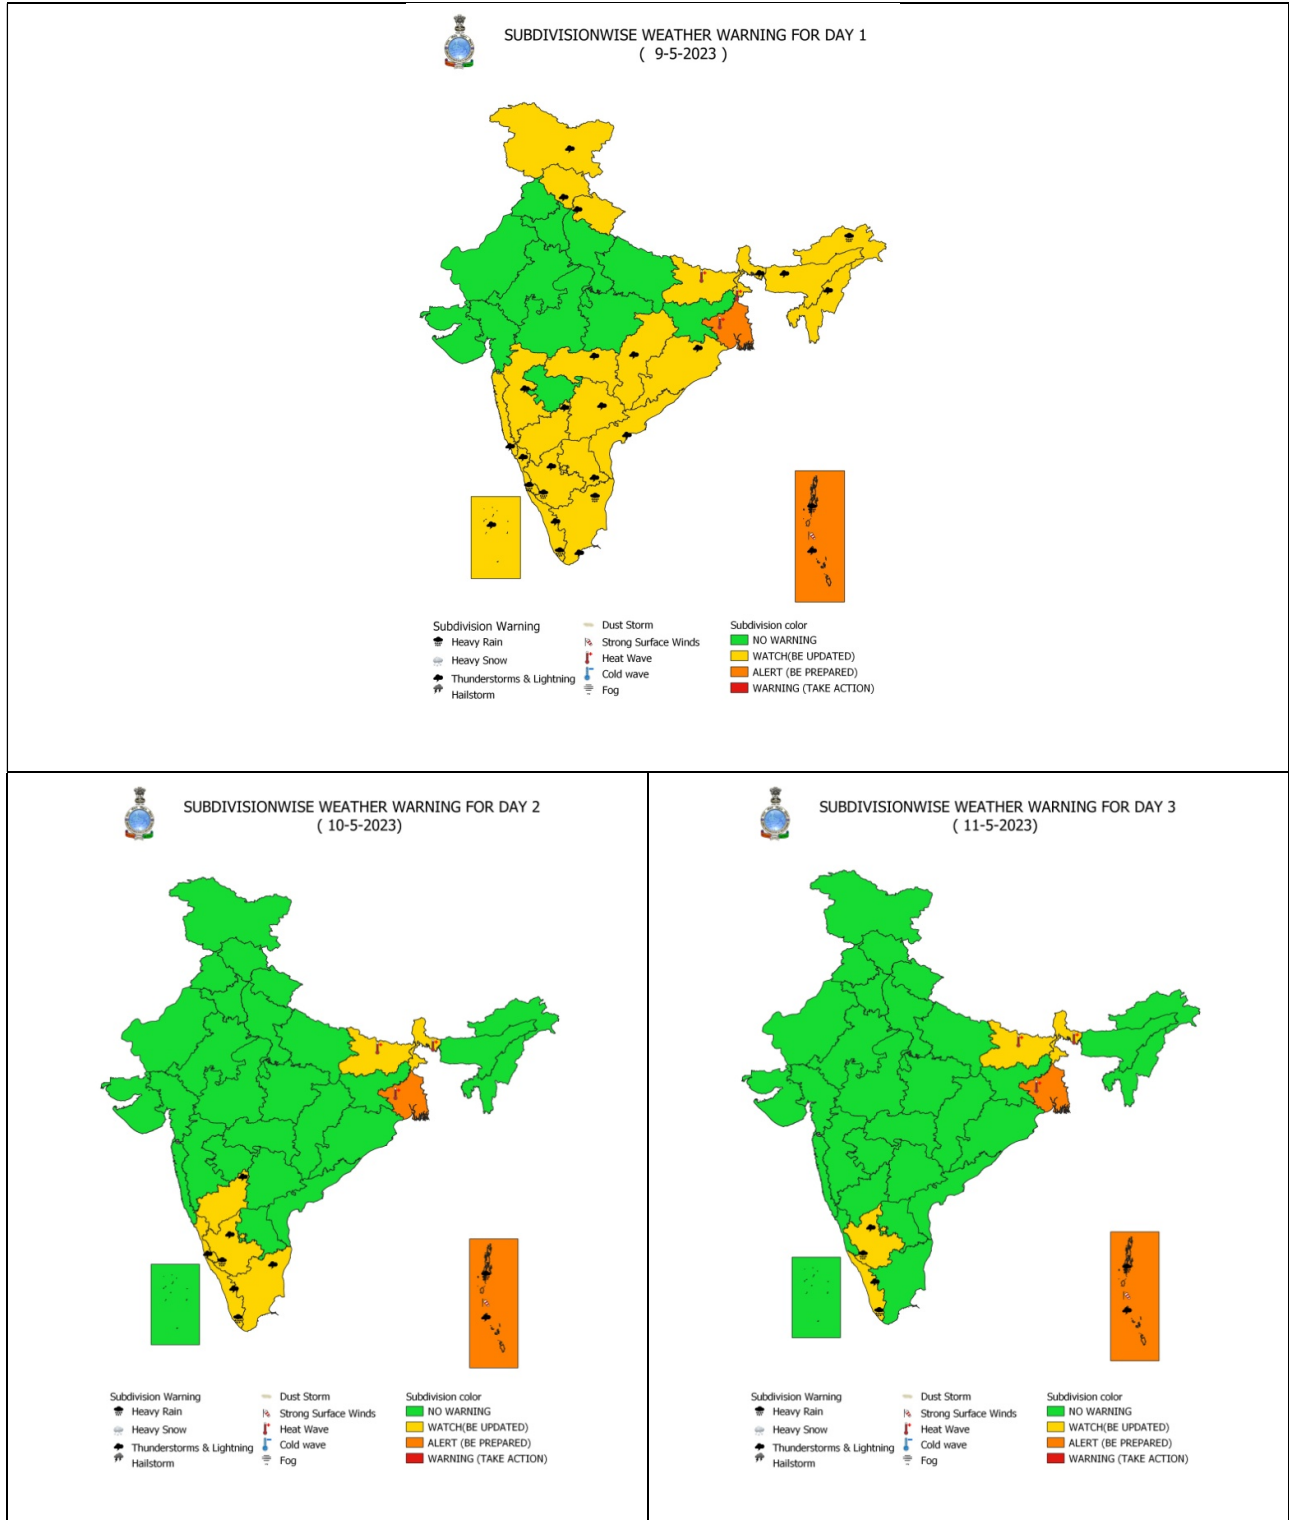 SUBDIVISIONWISE WEATHER WARNING FOR DAY 1
( 9-5-2023 )
Subdivision Warning
Heavy Rain
Heavy Snow
Thunderstorms & Lightning
Hailstorm
Dust Storm
Strong Surface Winds
Heat Wave
Cold wave
Fog
Subdivision color
NO WARNING
WATCH(BE UPDATED)
ALERT (BE PREPARED)
WARNING (TAKE ACTION)
SUBDIVISIONWISE WEATHER WARNING FOR DAY 2
( 10-5-2023)
Subdivision Warning
Heavy Rain
Heavy Snow
Thunderstorms & Lightning
Hailstorm
Dust Storm
Strong Surface Winds
Heat Wave
Cold wave
Fog
Subdivision color
NO WARNING
WATCH(BE UPDATED)
ALERT (BE PREPARED)
WARNING (TAKE ACTION)
SUBDIVISIONWISE WEATHER WARNING FOR DAY 3
( 11-5-2023)
Subdivision Warning
Heavy Rain
Heavy Snow
Thunderstorms & Lightning
Hailstorm
Dust Storm
Strong Surface Winds
Heat Wave
Cold wave
Fog
Subdivision color
NO WARNING
WATCH(BE UPDATED)
ALERT (BE PREPARED)
WARNING (TAKE ACTION)